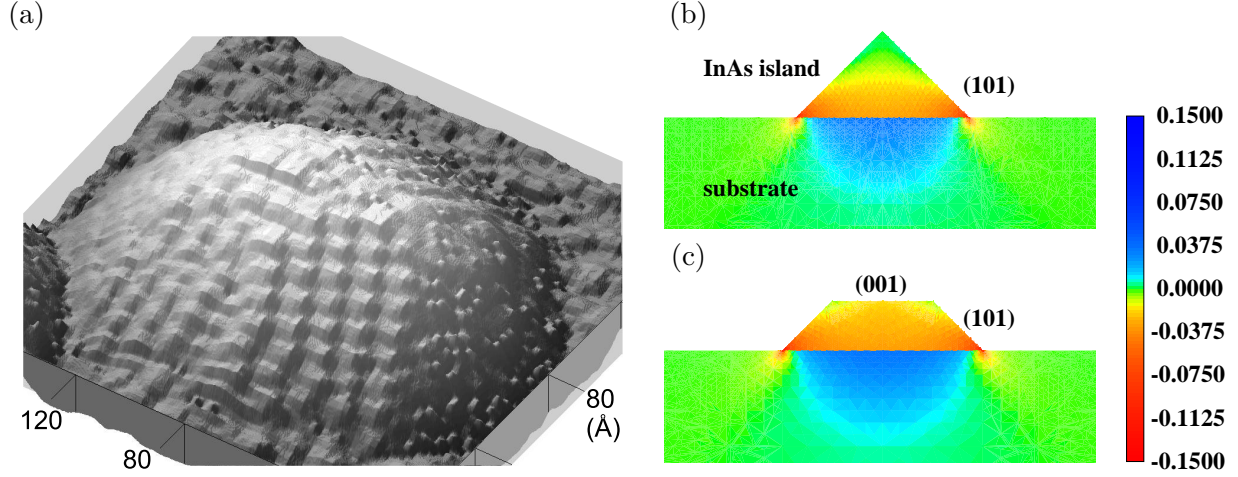 (a)
120
80
80
(Å)
(b)
InAs island
(101)
substrate
(c)
(001)
(101)
0.1500
0.1125
0.0750
0.0375
0.0000
-0.0375
-0.0750
-0.1125
-0.1500